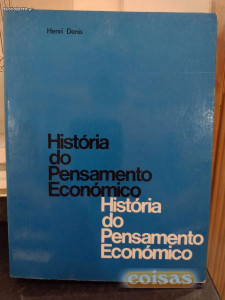 Henri Denis
História
do
Pensamento
Económico
História
do
Pensamento
Económico
coisas